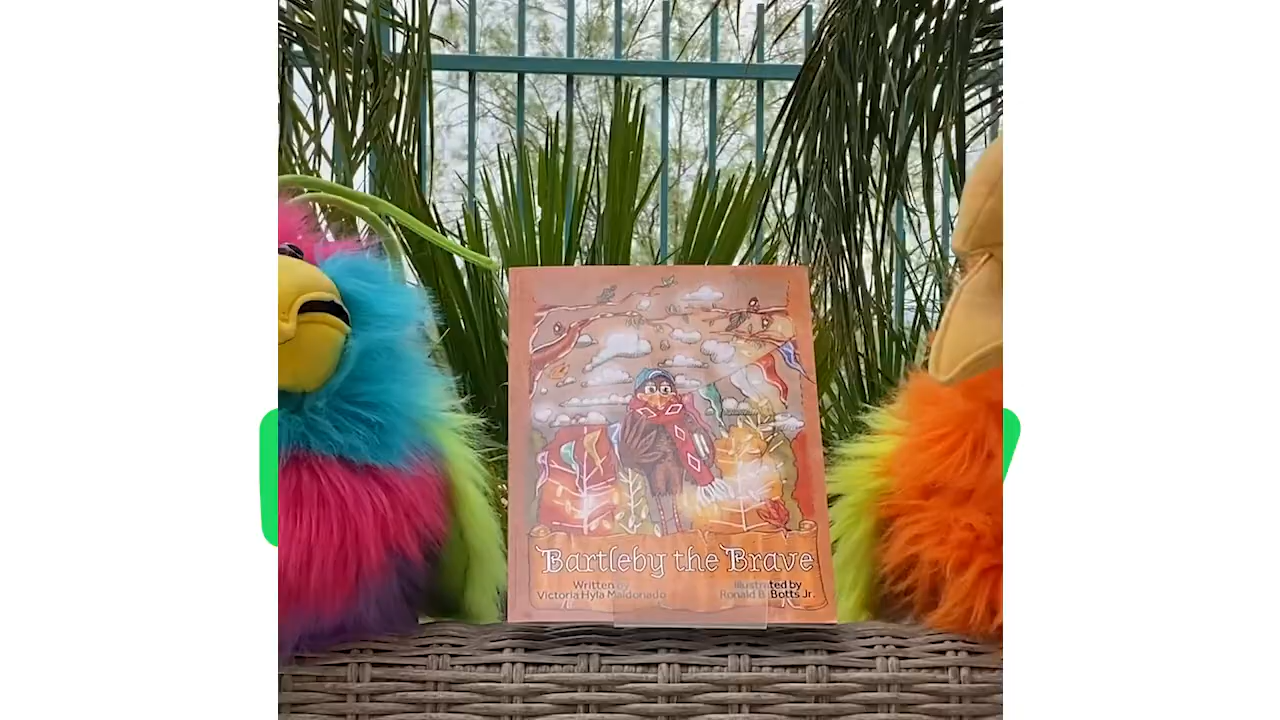 Bartleby the Brave
Written by
Victoria Hyla Maldonado
Illustrated by
Ronald B. Botts Jr.